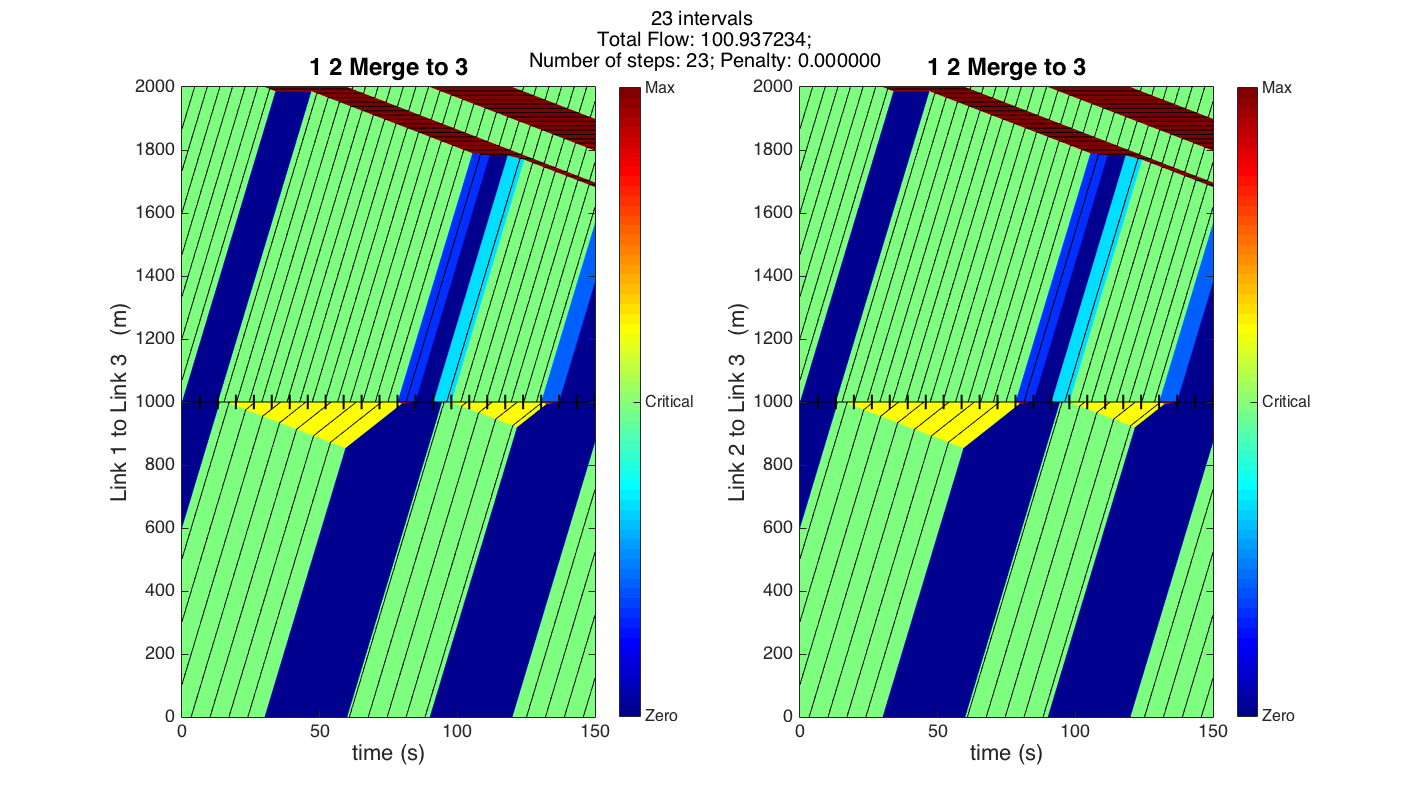 23 intervals
Total Flow: 100.937234;
Number of steps: 23; Penalty: 0.000000
1 2 Merge to 3
2000
1800
1600
1400
1200
1000
800
600
400
200
0
Link 1 to Link 3 (m)
0
50
100
150
time (s)
Max
Critical
Zero
1 2 Merge to 3
2000
1800
1600
1400
1200
1000
800
600
400
200
0
Link 2 to Link 3 (m)
0
50
100
150
time (s)
Max
Critical
Zero